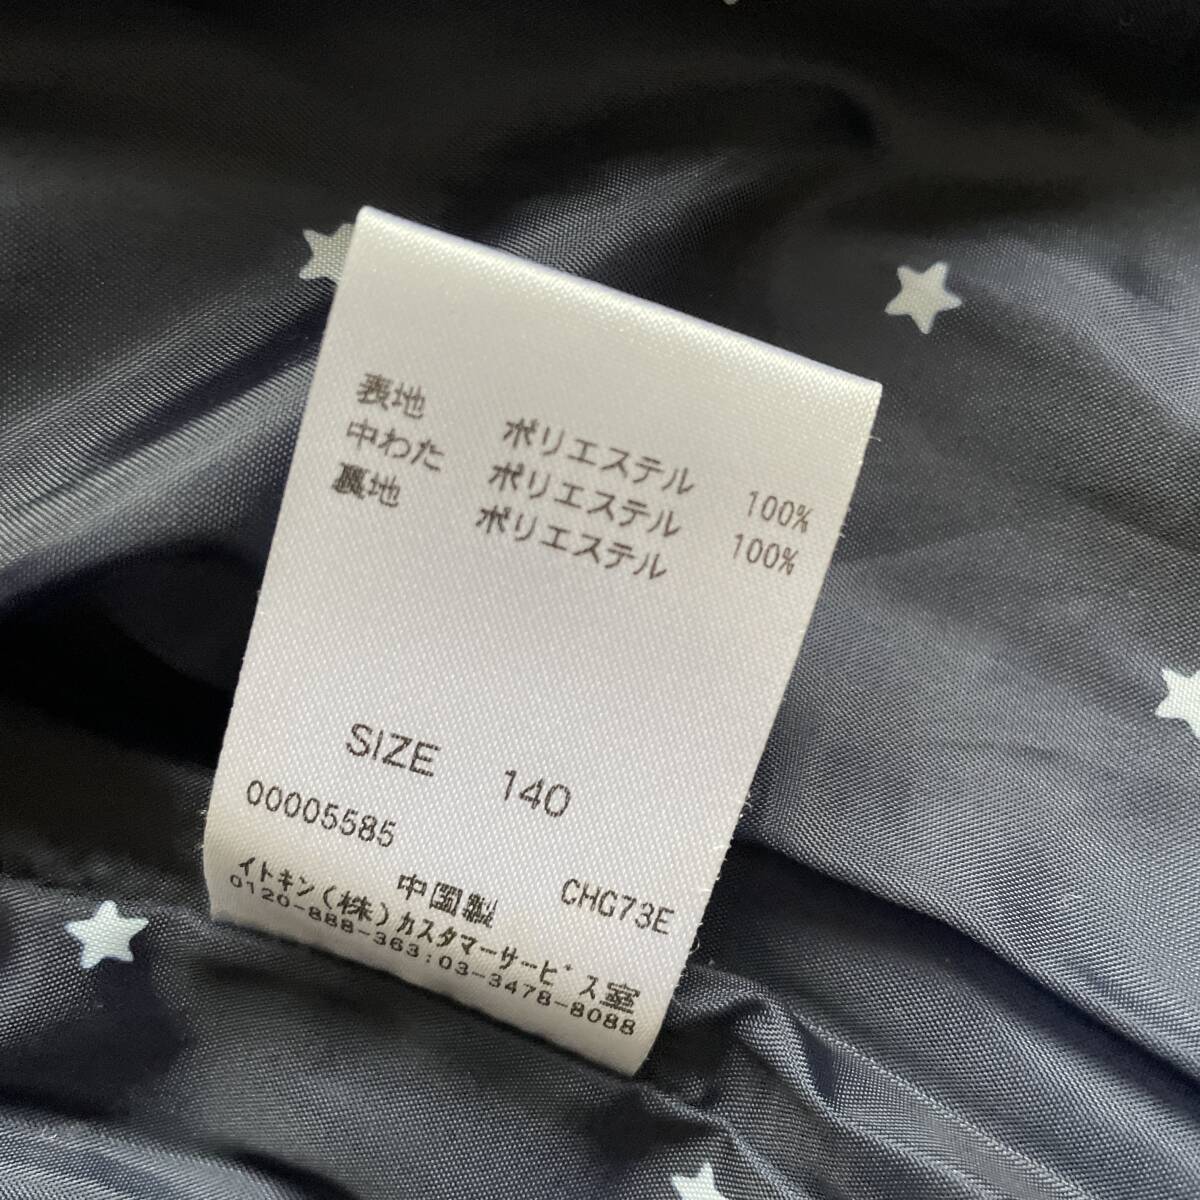 表地 ポリエステル 100%
中わた ポリエステル 100%
裏地 ポリエステル
SIZE 140
00005585
中国製 CHG73E
イトキン(株)カスタマーサービス室
0120-888-363:03-3478-8088